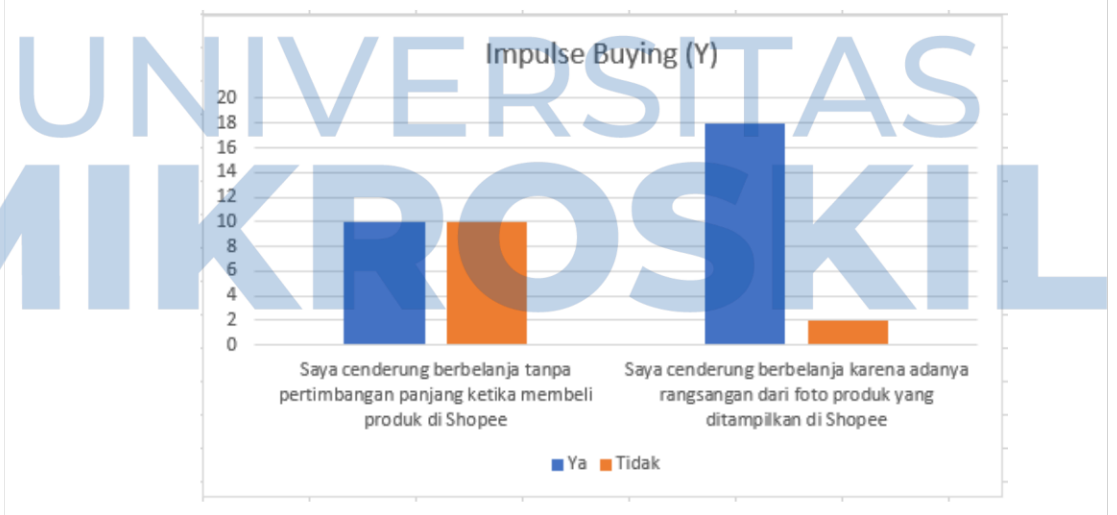 UNIVERSITAS
MIKROSKIL
Impulse Buying (Y)
20
18
16
14
12
10
8
6
4
2
0
Saya cenderung berbelanja tanpa
pertimbangan panjang ketika membeli
produk di Shopee
Saya cenderung berbelanja karena adanya
rangsangan dari foto produk yang
ditampilkan di Shopee
Ya Tidak